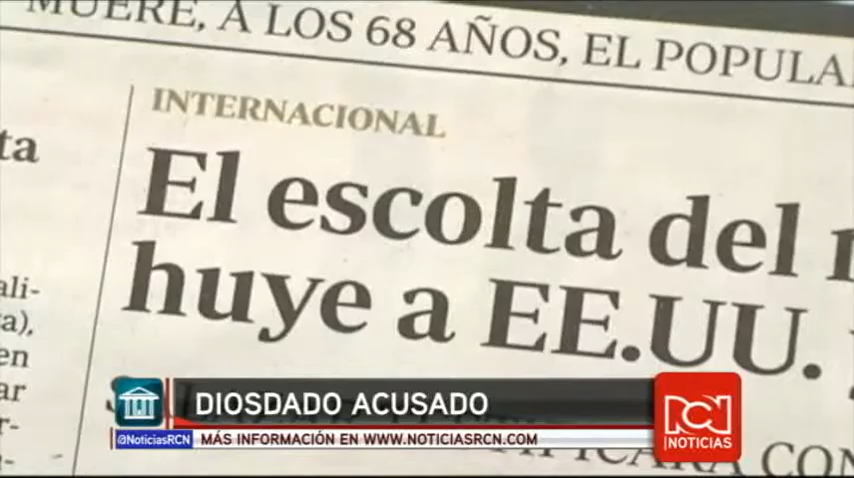 MUERE, A LOS 68 AÑOS, EL
INTERNACIONAL
ta
El escolta del
huye a EE.UU.
ali-
a),
en
ar
r-
DIOSDADO ACUSADO
@NoticiasRCN
MÁS INFORMACIÓN EN WWW.NOTICIASRCN.COM
RCN
NOTICIAS